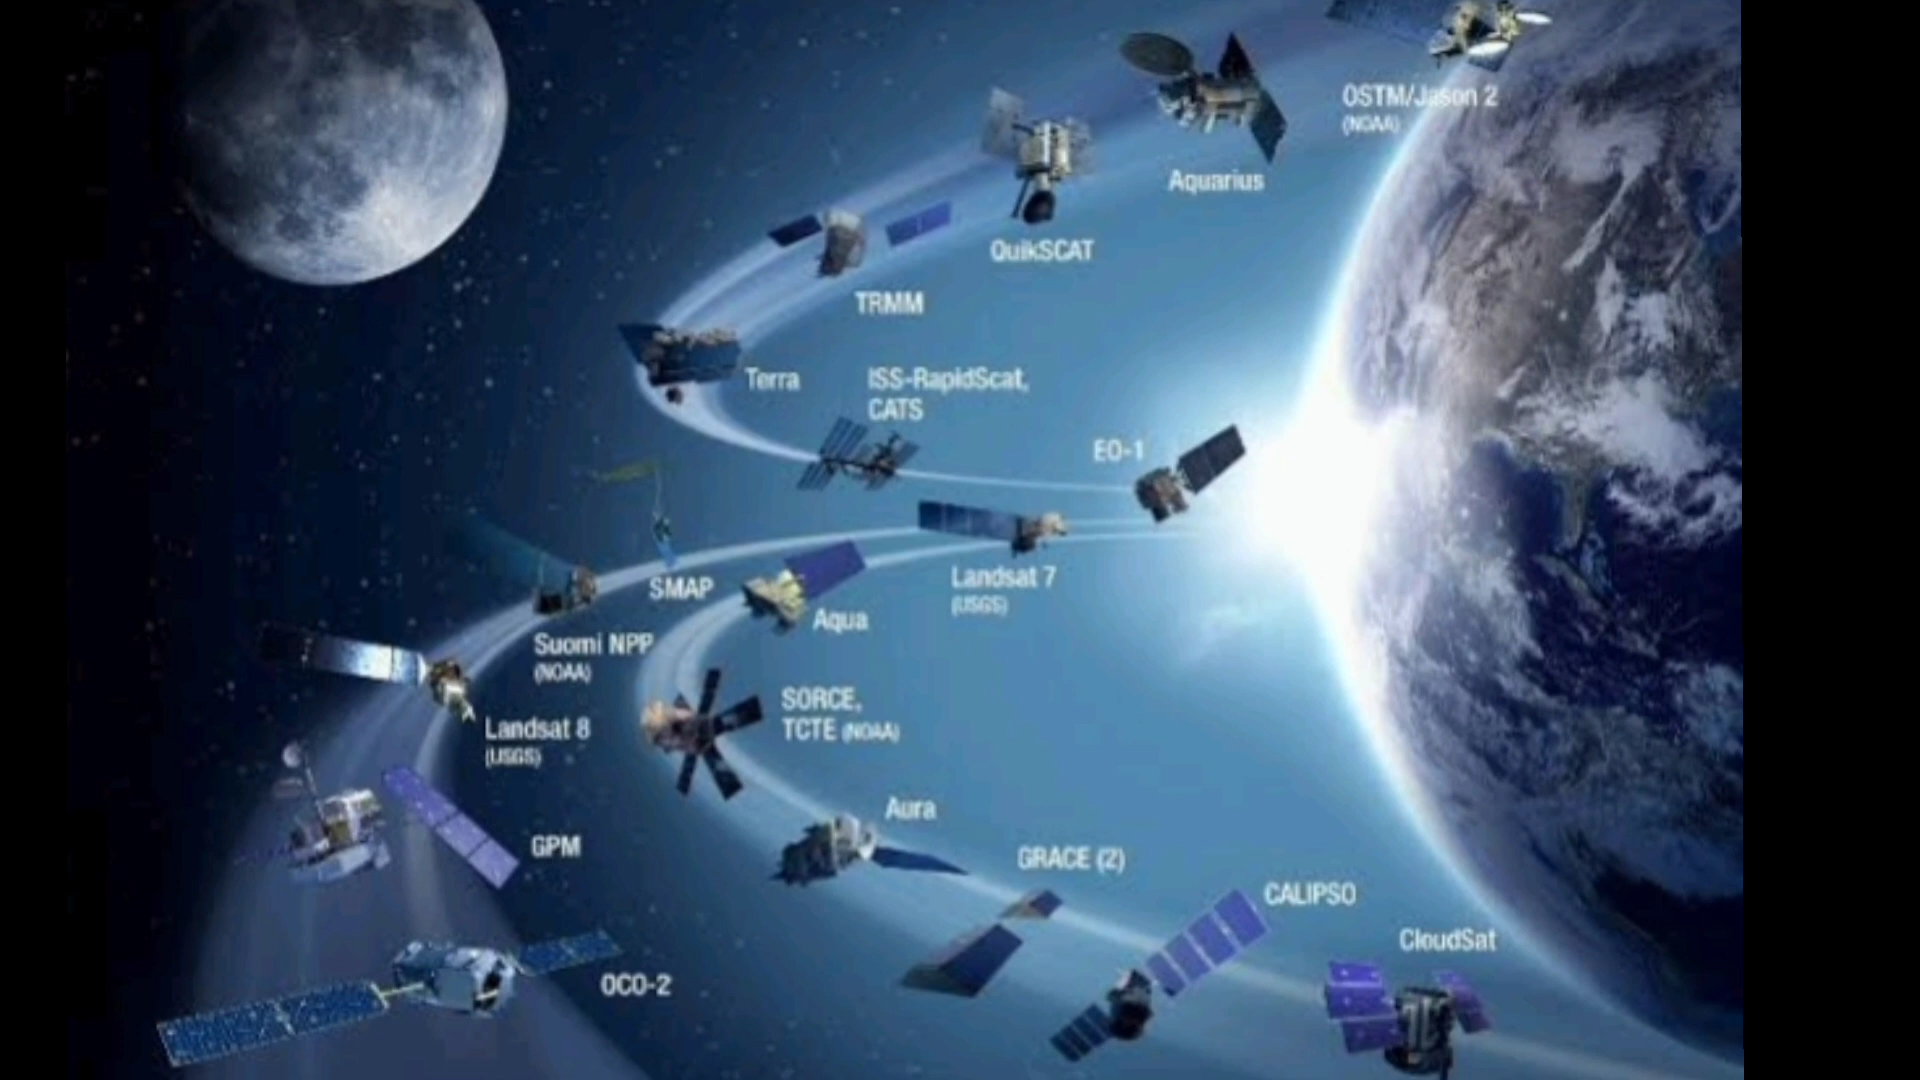 OSTM/Jason 2
(NOAA)
Aquarius
QuikSCAT
TRMM
Terra
ISS-RapidScat,
CATS
EO-1
Landsat 7
(USGS)
SMAP
Aqua
Suomi NPP
(NOAA)
SORCE,
TCTE (NOAA)
Landsat 8
(USGS)
Aura
GPM
GRACE (2)
CALIPSO
CloudSat
OCO-2